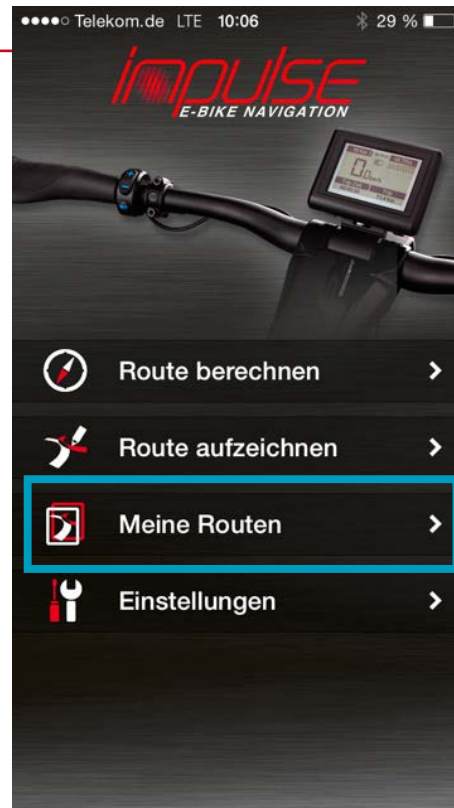 ●●●●○ Telekom.de LTE 10:06 29 %
impulse
E-BIKE NAVIGATION
Route berechnen
Route aufzeichnen
Meine Routen
Einstellungen